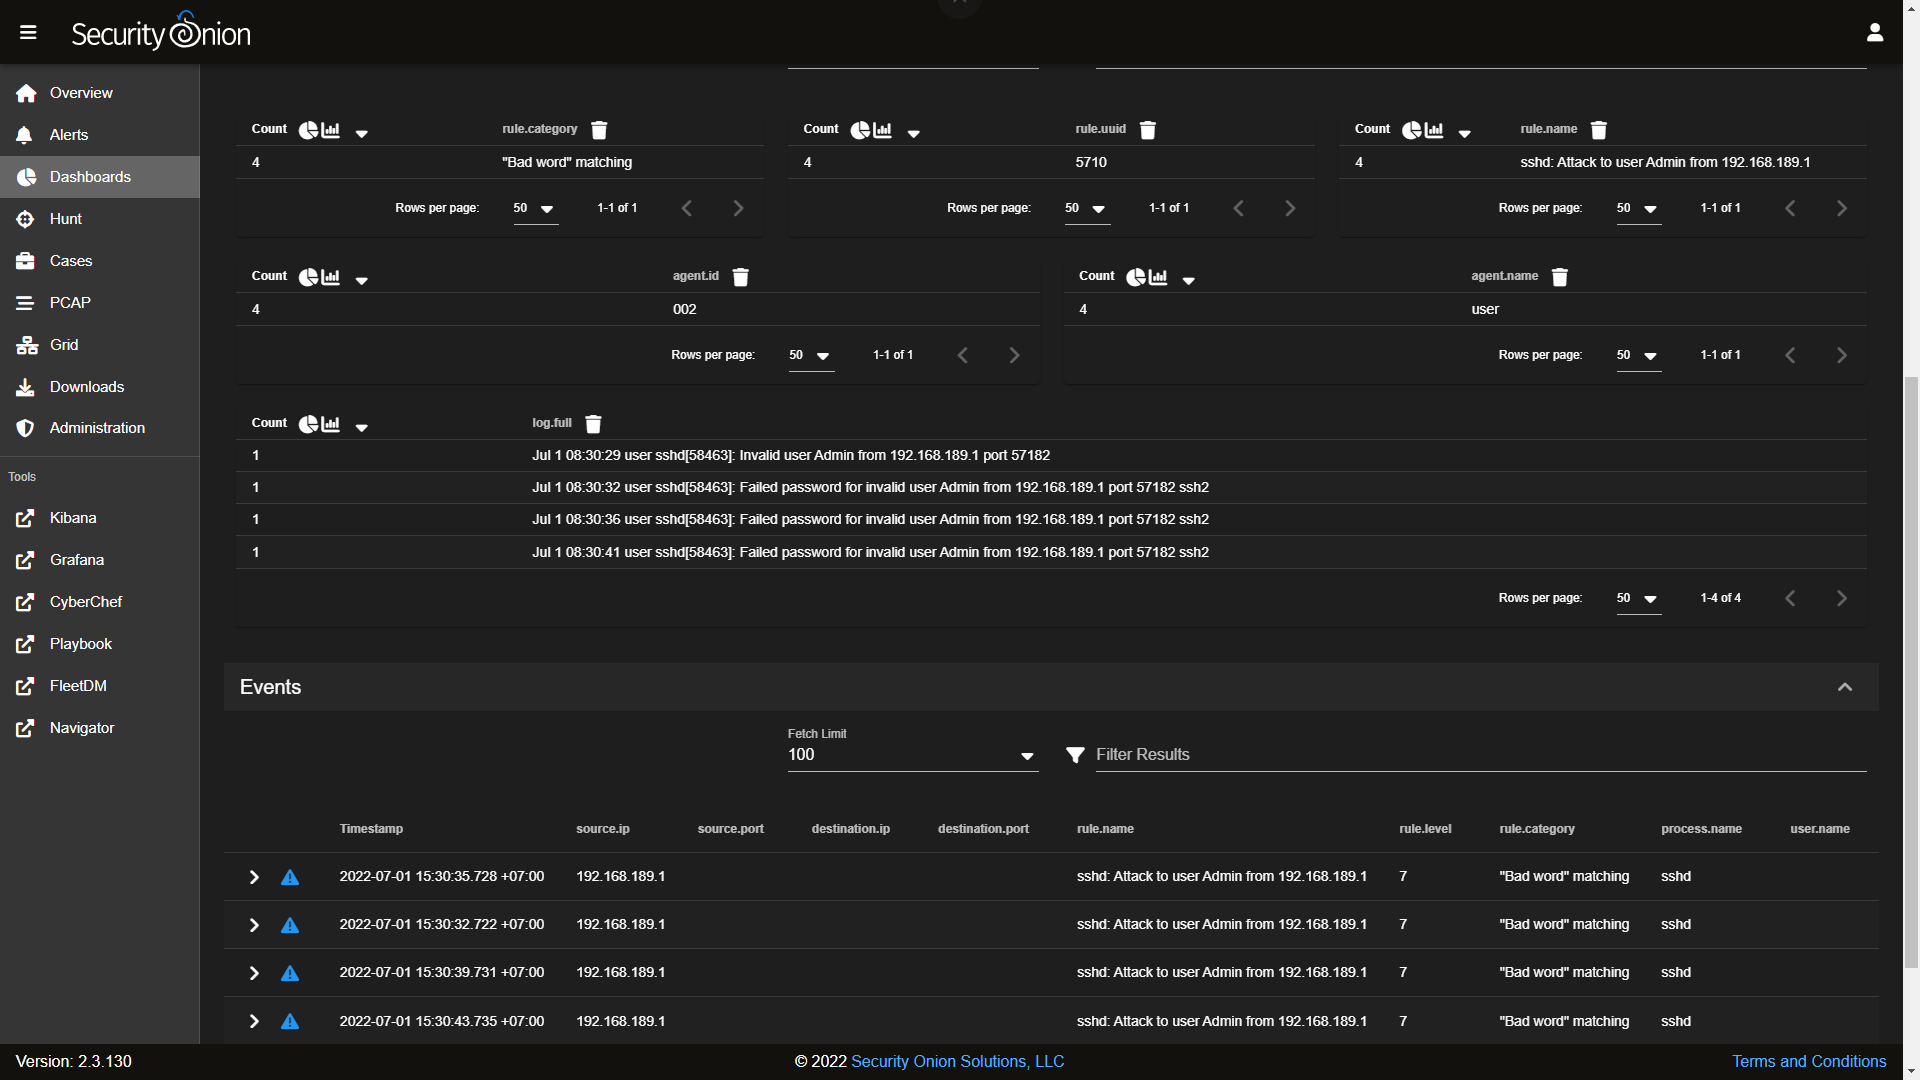 Security Onion
Overview
Alerts
Dashboards
Hunt
Cases
PCAP
Grid
Downloads
Administration
Tools
Kibana
Grafana
CyberChef
Playbook
FleetDM
Navigator
Count rule.category
4 "Bad word" matching
Rows per page: 50 1-1 of 1
Count rule.uuid
4 5710
Rows per page: 50 1-1 of 1
Count rule.name
4 sshd: Attack to user Admin from 192.168.189.1
Rows per page: 50 1-1 of 1
Count agent.id
4 002
Rows per page: 50 1-1 of 1
Count agent.name
4 user
Rows per page: 50 1-1 of 1
Count log.full
1 Jul 1 08:30:29 user sshd[58463]: Invalid user Admin from 192.168.189.1 port 57182
1 Jul 1 08:30:32 user sshd[58463]: Failed password for invalid user Admin from 192.168.189.1 port 57182 ssh2
1 Jul 1 08:30:36 user sshd[58463]: Failed password for invalid user Admin from 192.168.189.1 port 57182 ssh2
1 Jul 1 08:30:41 user sshd[58463]: Failed password for invalid user Admin from 192.168.189.1 port 57182 ssh2
Rows per page: 50 1-4 of 4
Events
Fetch Limit
100 Filter Results
Timestamp source.ip source.port destination.ip destination.port rule.name rule.level rule.category process.name user.name
2022-07-01 15:30:35.728 +07:00 192.168.189.1 sshd: Attack to user Admin from 192.168.189.1 7 "Bad word" matching sshd
2022-07-01 15:30:32.722 +07:00 192.168.189.1 sshd: Attack to user Admin from 192.168.189.1 7 "Bad word" matching sshd
2022-07-01 15:30:39.731 +07:00 192.168.189.1 sshd: Attack to user Admin from 192.168.189.1 7 "Bad word" matching sshd
2022-07-01 15:30:43.735 +07:00 192.168.189.1 sshd: Attack to user Admin from 192.168.189.1 7 "Bad word" matching sshd
Version: 2.3.130 © 2022 Security Onion Solutions, LLC Terms and Conditions